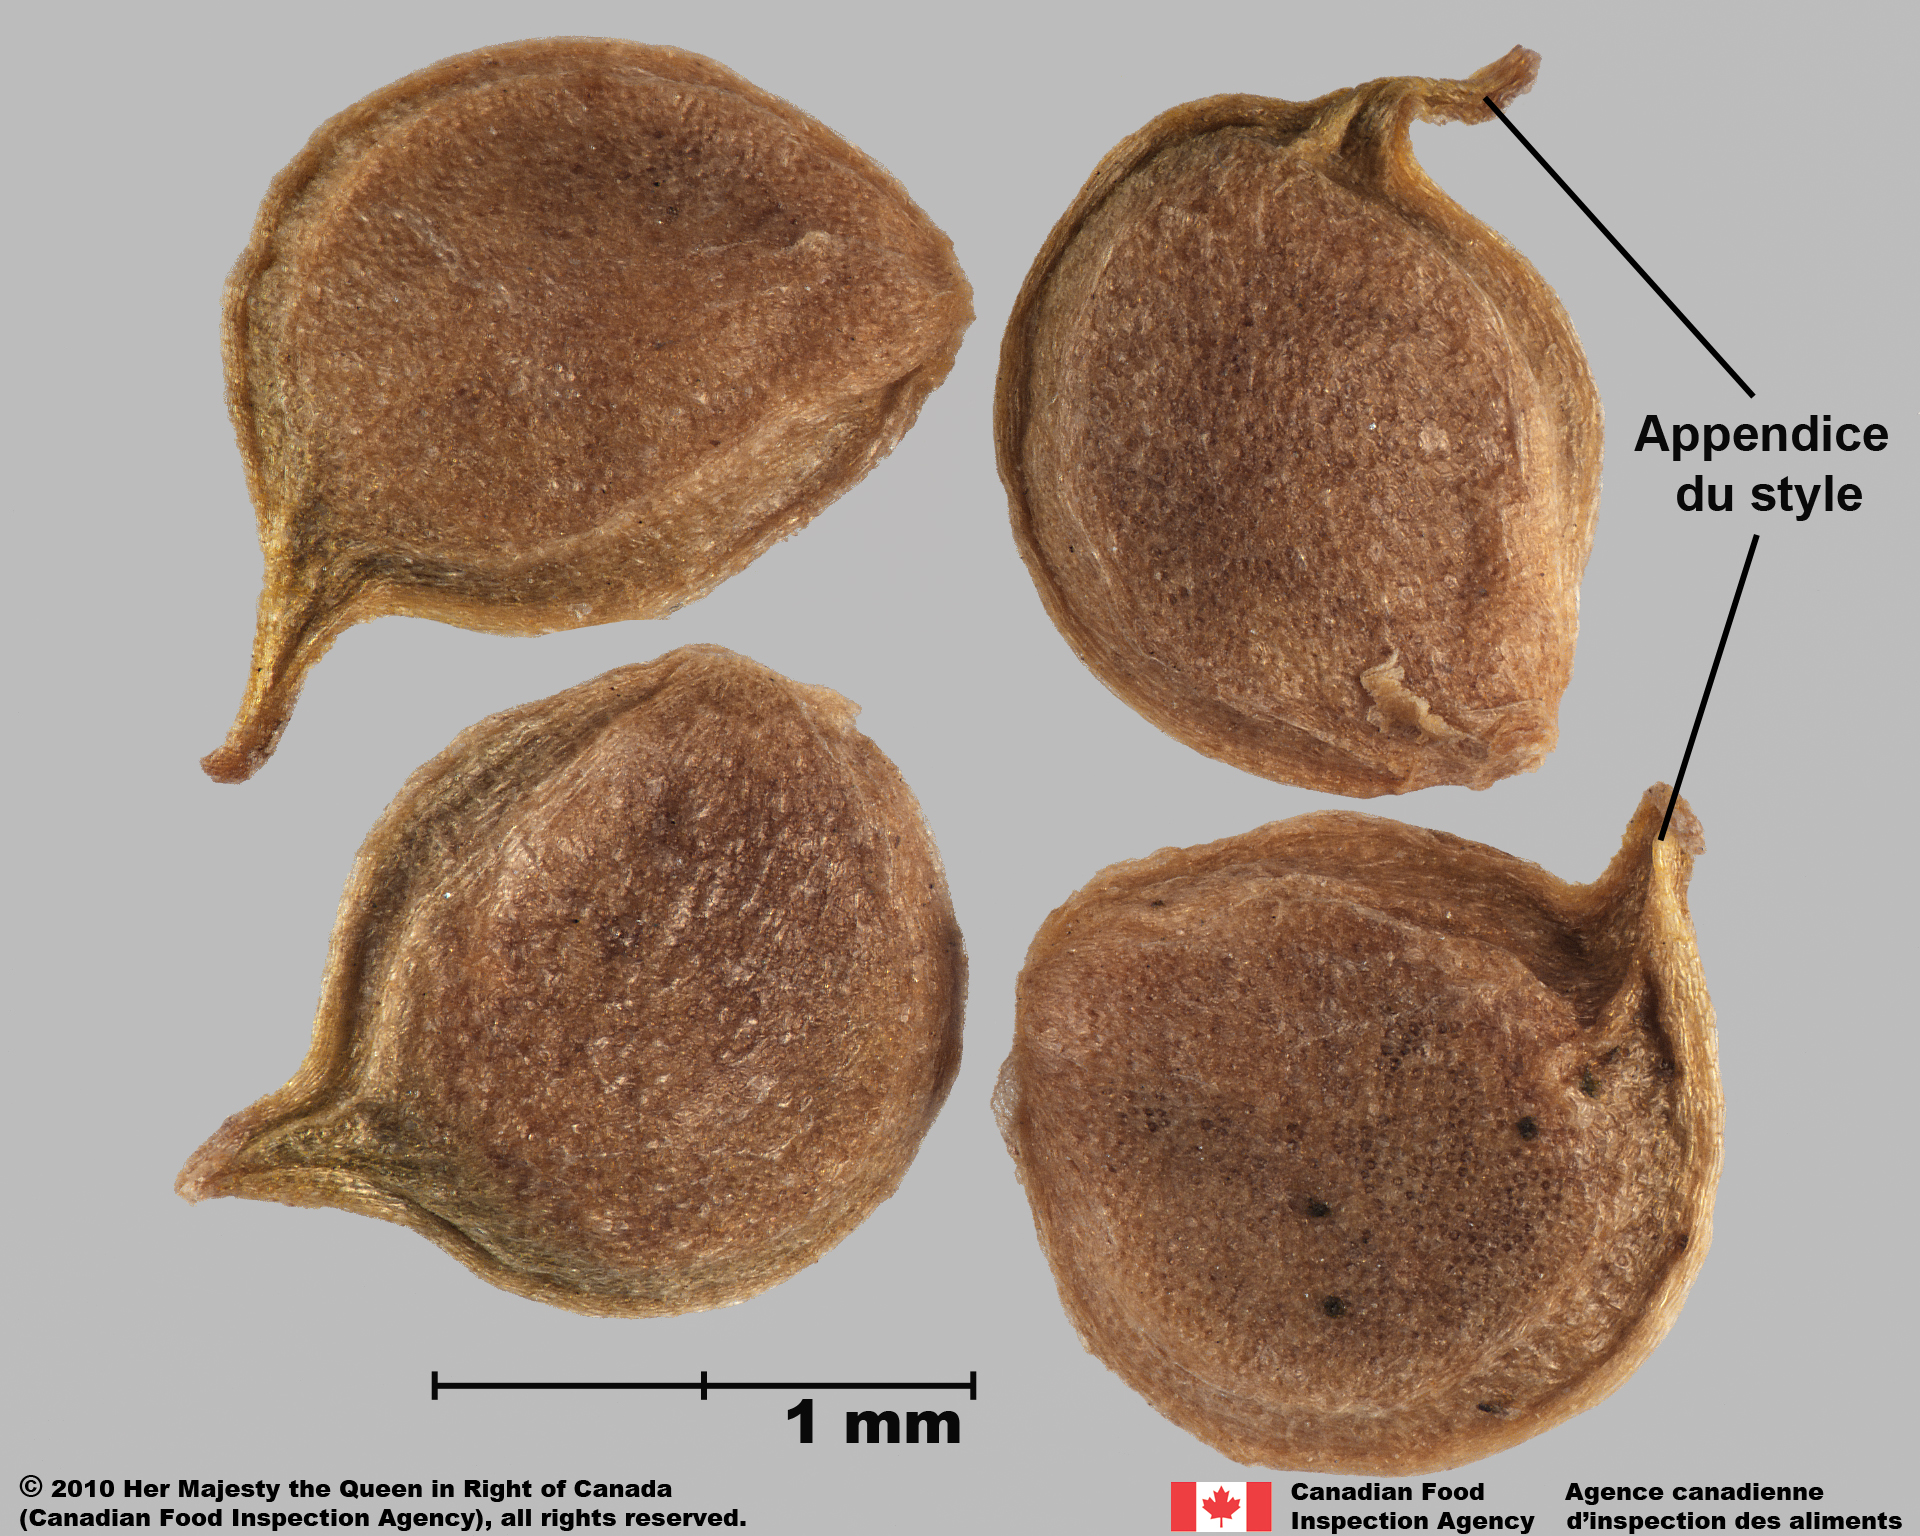 Appendice
du style
1 mm
© 2010 Her Majesty the Queen in Right of Canada
(Canadian Food Inspection Agency), all rights reserved.
Canadian Food
Inspection Agency
Agence canadienne
d’inspection des aliments